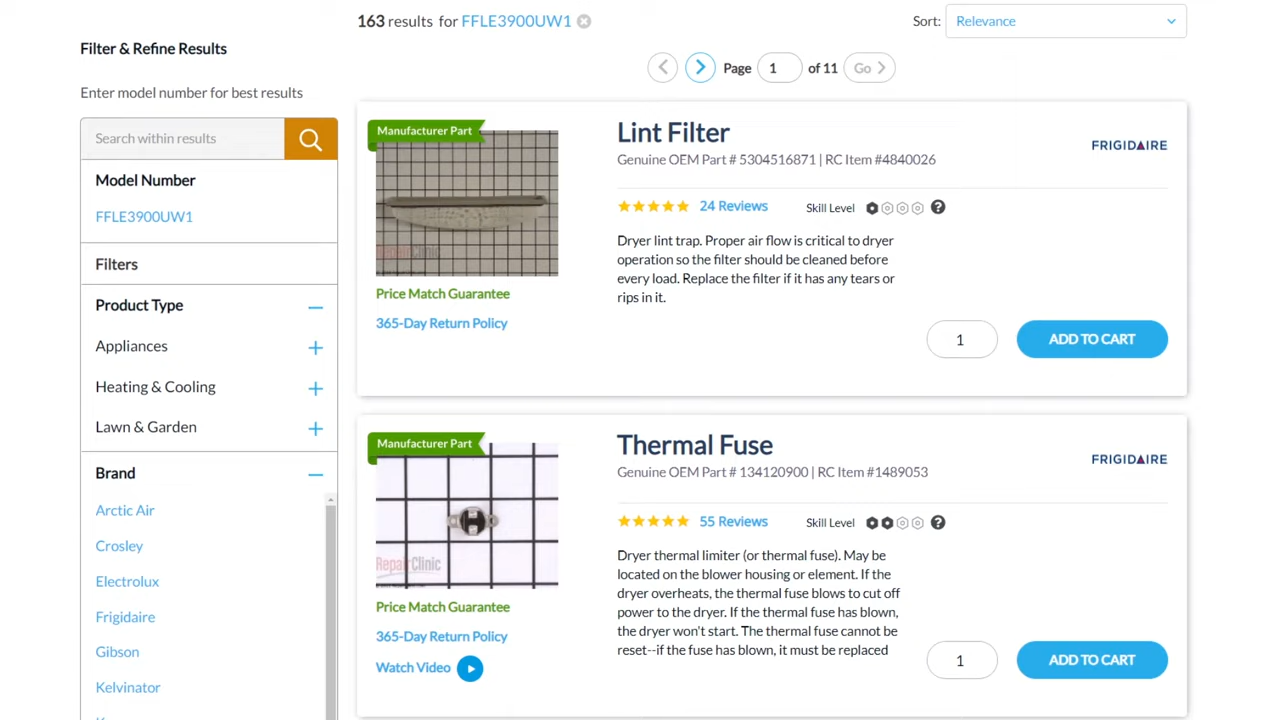 163 results for FFLE3900UW1
Sort: Relevance
Filter & Refine Results
Page 1 of 11 Go
Enter model number for best results
Search within results
Model Number
FFLE3900UW1
Filters
Product Type
Appliances
Heating & Cooling
Lawn & Garden
Brand
Arctic Air
Crosley
Electrolux
Frigidaire
Gibson
Kelvinator
Manufacturer Part
RepairClinic
Price Match Guarantee
365-Day Return Policy
Lint Filter
Genuine OEM Part # 5304516871 | RC Item #4840026
FRIGIDAIRE
24 Reviews
Skill Level
?
Dryer lint trap. Proper air flow is critical to dryer
operation so the filter should be cleaned before
every load. Replace the filter if it has any tears or
rips in it.
1
ADD TO CART
Manufacturer Part
RepairClinic
Price Match Guarantee
365-Day Return Policy
Watch Video
Thermal Fuse
Genuine OEM Part # 134120900 | RC Item #1489053
FRIGIDAIRE
55 Reviews
Skill Level
?
Dryer thermal limiter (or thermal fuse). May be
located on the blower housing or element. If the
dryer overheats, the thermal fuse blows to cut off
power to the dryer. If the thermal fuse has blown,
the dryer won't start. The thermal fuse cannot be
reset--if the fuse has blown, it must be replaced
1
ADD TO CART